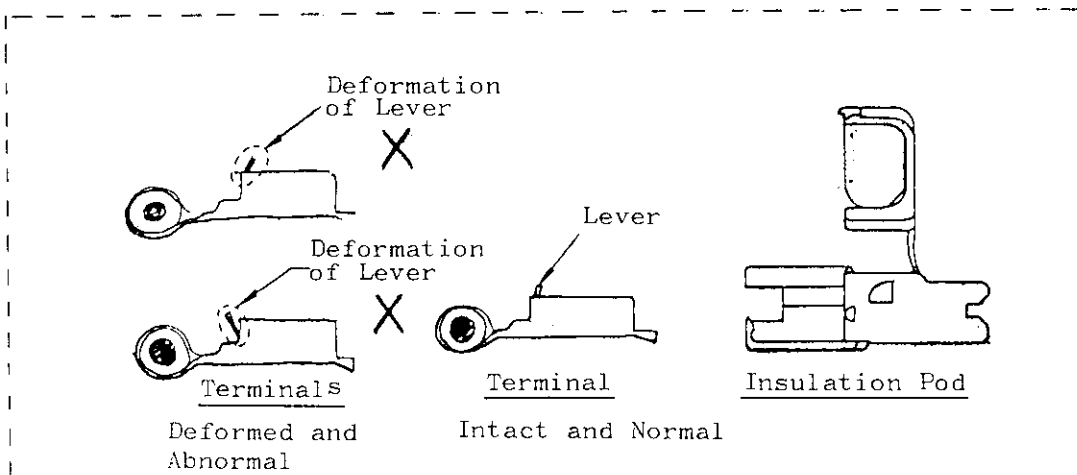 Deformation
of Lever
X
Lever
Deformation
of Lever
X
Terminals
Terminal
Insulation Pod
Deformed and
Abnormal
Intact and Normal